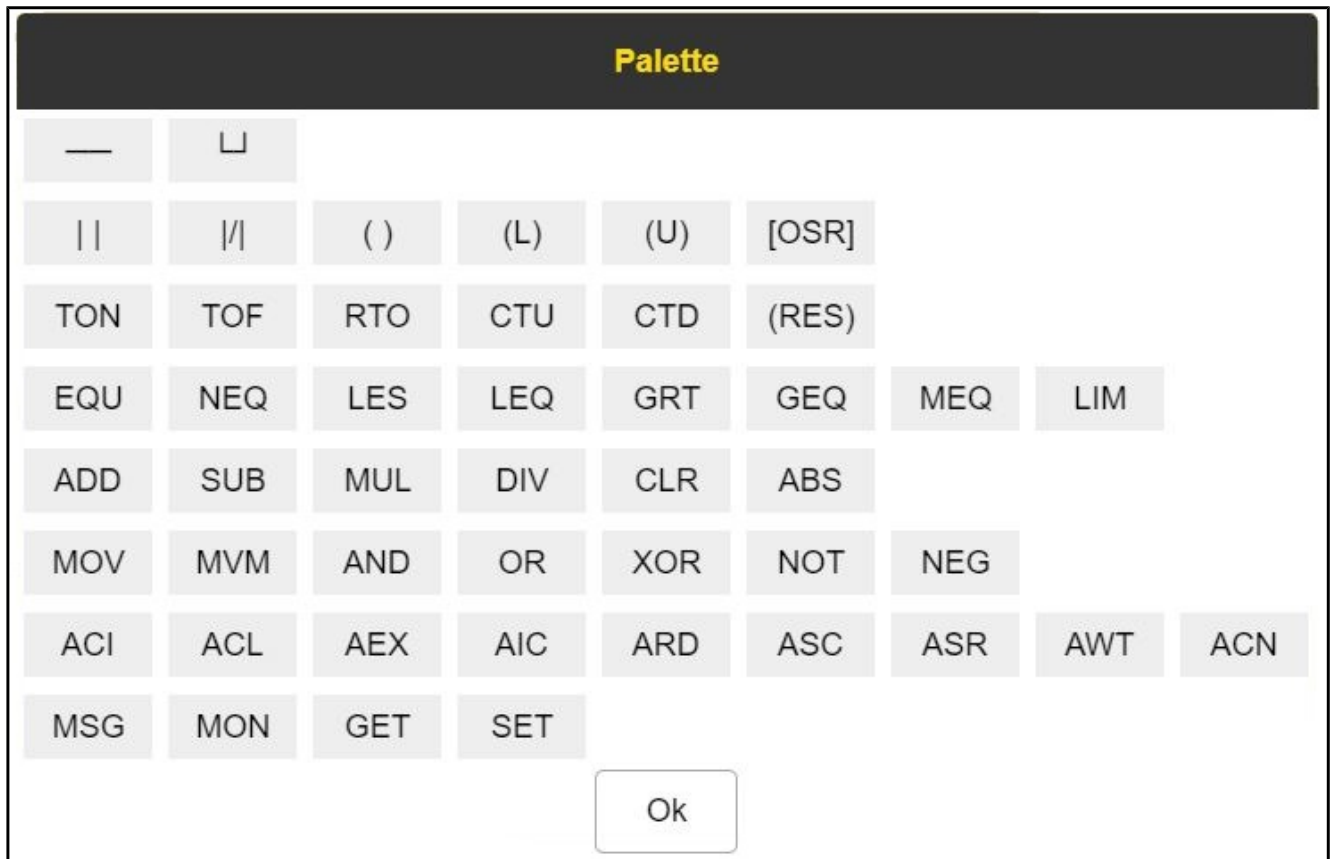 Palette
— ⊔
| | |/| ( ) (L) (U) [OSR]
TON TOF RTO CTU CTD (RES)
EQU NEQ LES LEQ GRT GEQ MEQ LIM
ADD SUB MUL DIV CLR ABS
MOV MVM AND OR XOR NOT NEG
ACI ACL AEX AIC ARD ASC ASR AWT ACN
MSG MON GET SET
Ok